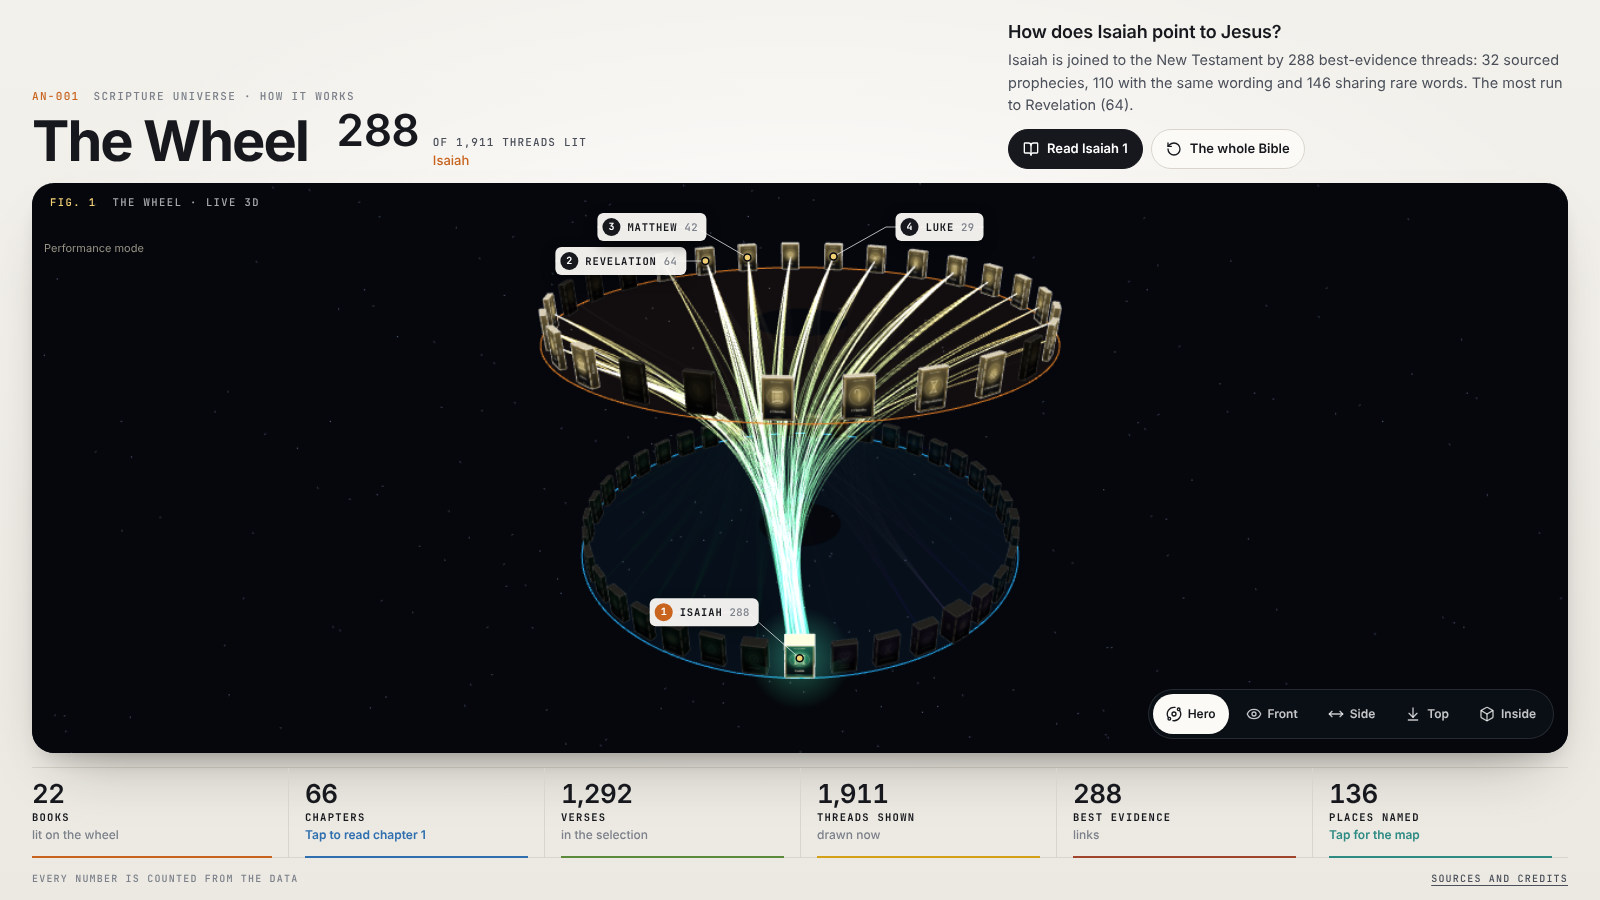 AN-001 SCRIPTURE UNIVERSE · HOW IT WORKS
The Wheel
288
OF 1,911 THREADS LIT
Isaiah
How does Isaiah point to Jesus?
Isaiah is joined to the New Testament by 288 best-evidence threads: 32 sourced
prophecies, 110 with the same wording and 146 sharing rare words. The most run
to Revelation (64).
Read Isaiah 1
The whole Bible
FIG. 1 THE WHEEL · LIVE 3D
Performance mode
3 MATTHEW 42
4 LUKE 29
2 REVELATION 64
1 ISAIAH 288
Hero
Front
Side
Top
Inside
22
BOOKS
lit on the wheel
66
CHAPTERS
Tap to read chapter 1
1,292
VERSES
in the selection
1,911
THREADS SHOWN
drawn now
288
BEST EVIDENCE
links
136
PLACES NAMED
Tap for the map
EVERY NUMBER IS COUNTED FROM THE DATA
SOURCES AND CREDITS